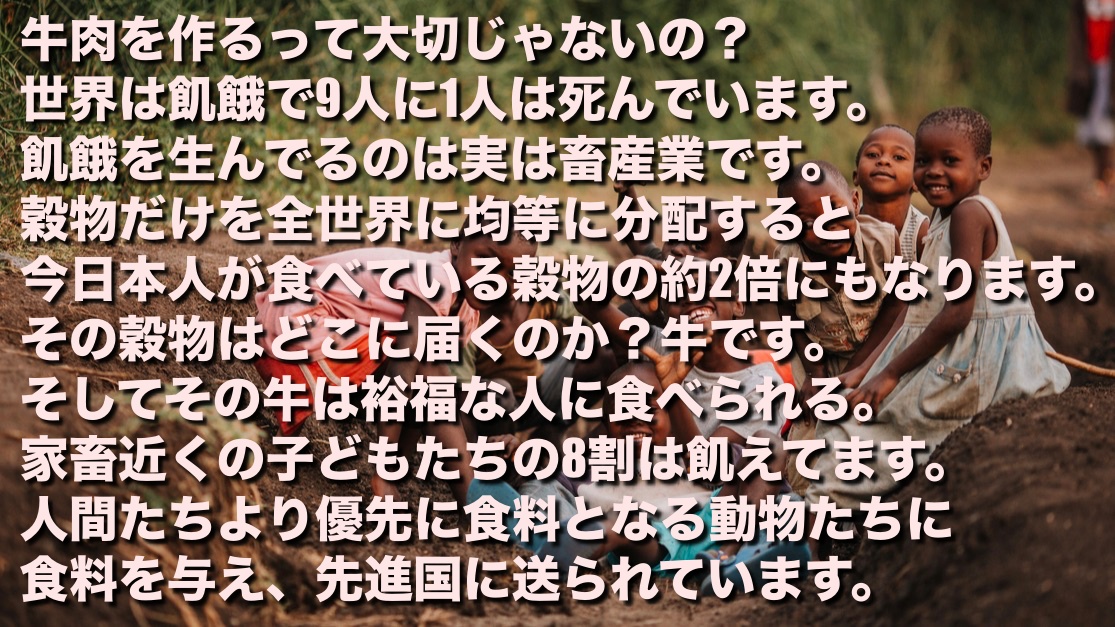 牛肉を作るって大切じゃないの？
世界は飢餓で9人に1人は死んでいます。
飢餓を生んでるのは実は畜産業です。
穀物だけを全世界に均等に分配すると
今日本人が食べている穀物の約2倍にもなります。
その穀物はどこに届くのか？牛です。
そしてその牛は裕福な人に食べられる。
家畜近くの子どもたちの8割は飢えてます。
人間たちより優先に食料となる動物たちに
食料を与え、先進国に送られています。